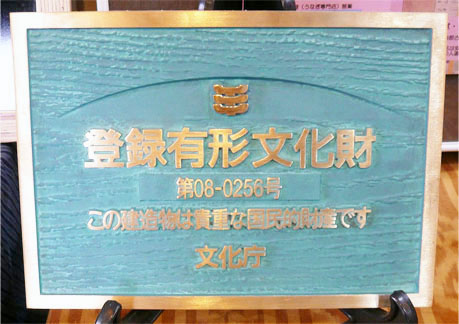 登録有形文化財
第08-0256号
この建造物は貴重な国民的財産です
文化庁